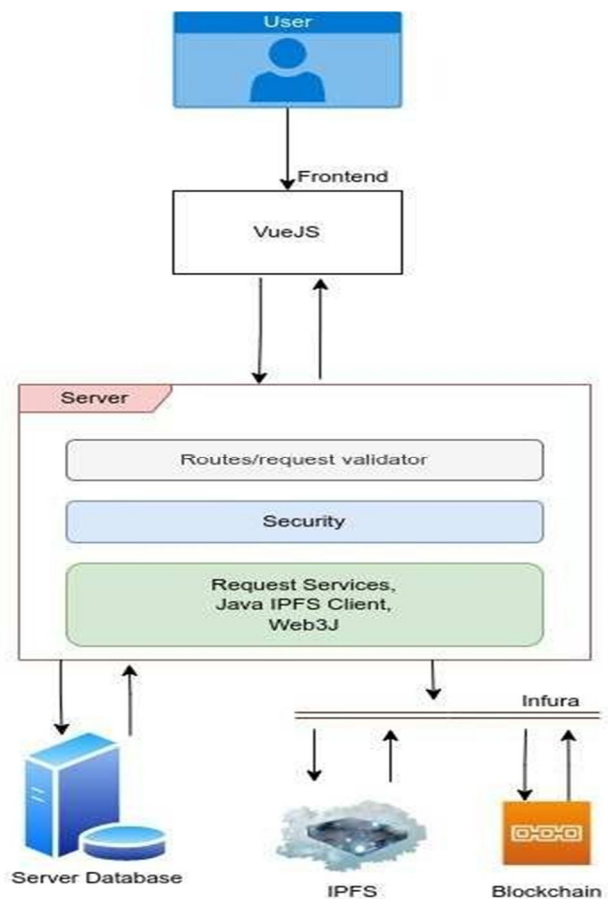 User
Frontend
VueJS
Server
Routes/request validator
Security
Request Services,
Java IPFS Client,
Web3J
Infura
Server Database
IPFS
Blockchain